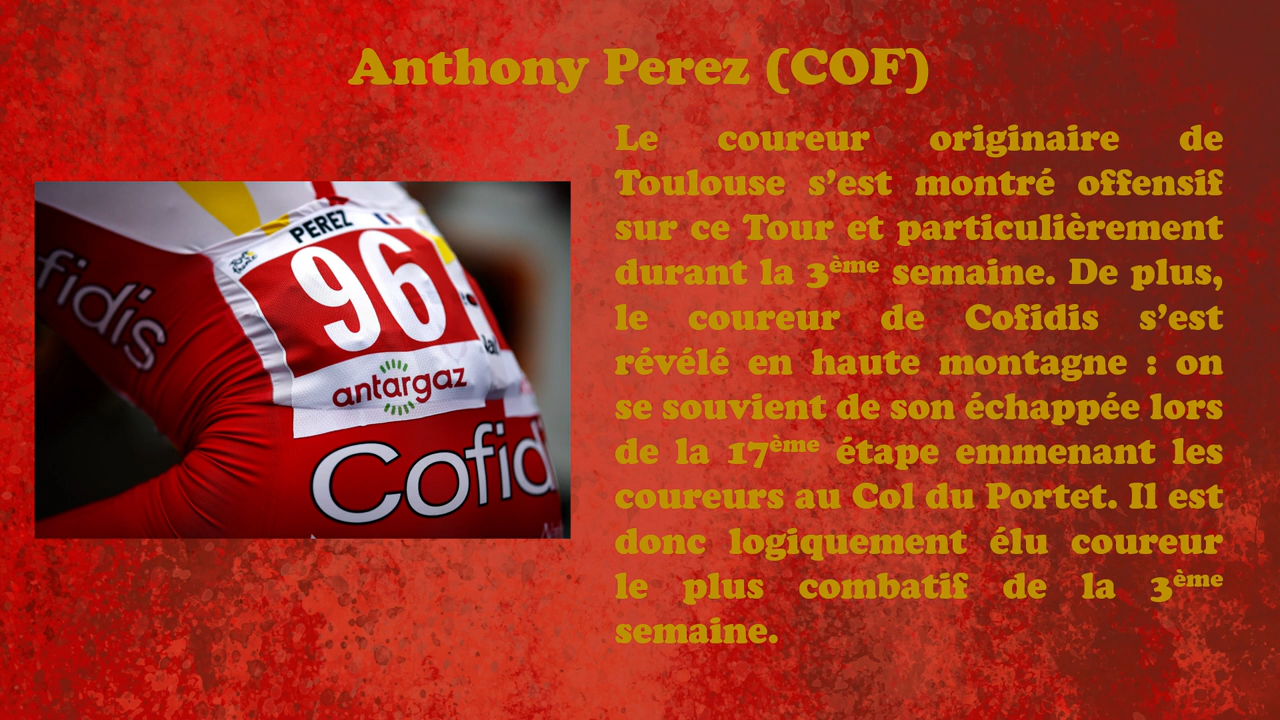 Anthony Perez (COF)
Le coureur originaire de
Toulouse s’est montré offensif
sur ce Tour et particulièrement
durant la 3ème semaine. De plus,
le coureur de Cofidis s’est
révélé en haute montagne : on
se souvient de son échappée lors
de la 17ème étape emmenant les
coureurs au Col du Portet. Il est
donc logiquement élu coureur
le plus combatif de la 3ème
semaine.
PEREZ
96
fidis
antargaz
Cofid